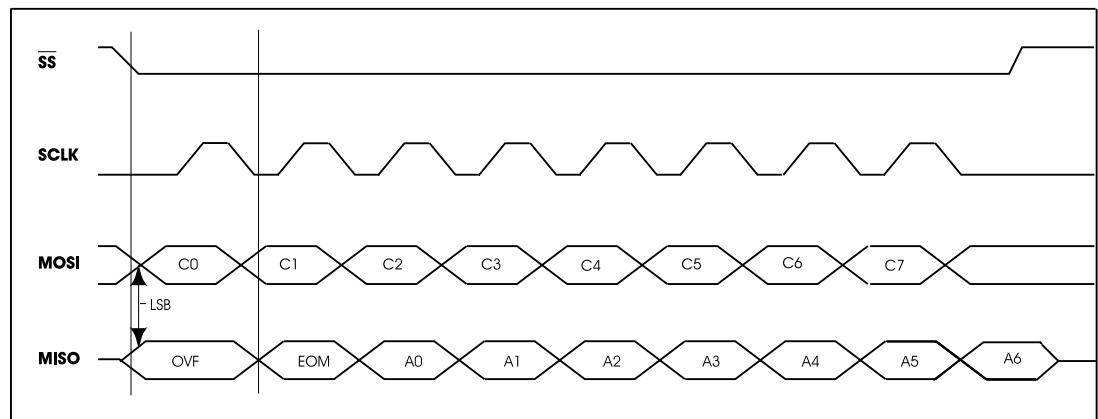 SS
SCLK
MOSI C0 C1 C2 C3 C4 C5 C6 C7
- LSB
MISO OVF EOM A0 A1 A2 A3 A4 A5 A6